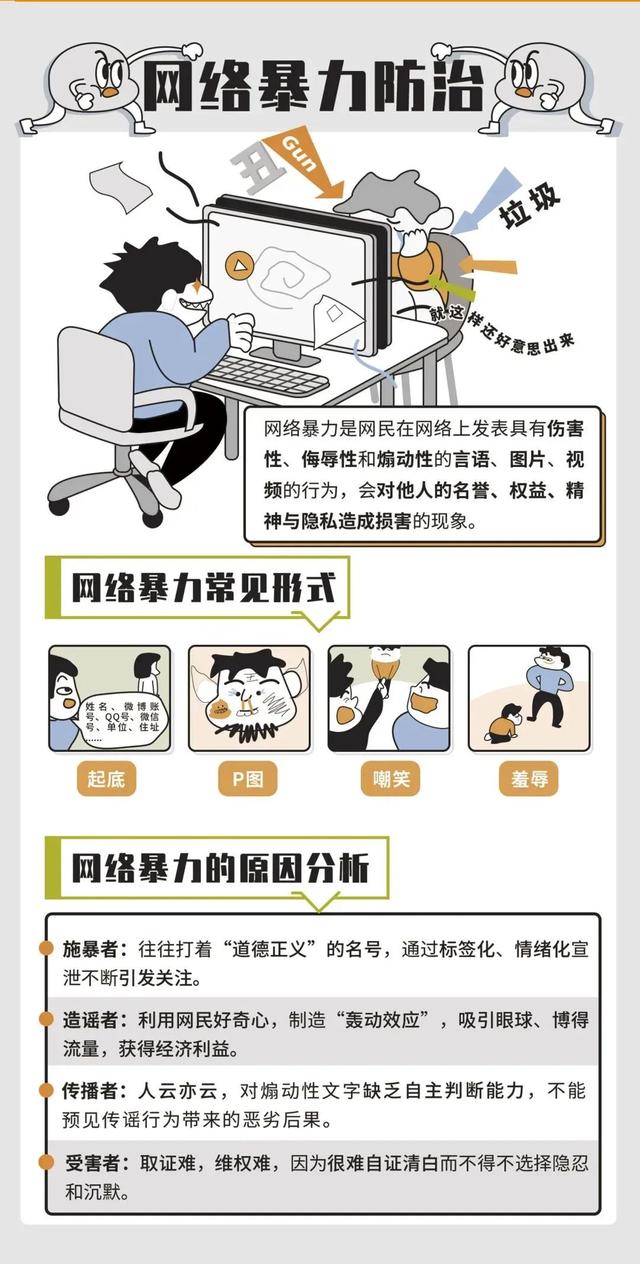 网络暴力防治
丑
Gun
垃圾
就这样还好意思出来
网络暴力是网民在网络上发表具有伤害
性、侮辱性和煽动性的言语、图片、视
频的行为，会对他人的名誉、权益、精
神与隐私造成损害的现象。
网络暴力常见形式
姓名、微博账
号、QQ号、微信
号、单位、住址
……
起底
P图
嘲笑
羞辱
网络暴力的原因分析
施暴者：往往打着“道德正义”的名号，通过标签化、情绪化宣
泄不断引发关注。
造谣者：利用网民好奇心，制造“轰动效应”，吸引眼球、博得
流量，获得经济利益。
传播者：人云亦云，对煽动性文字缺乏自主判断能力，不能
预见传谣行为带来的恶劣后果。
受害者：取证难，维权难，因为很难自证清白而不得不选择隐忍
和沉默。